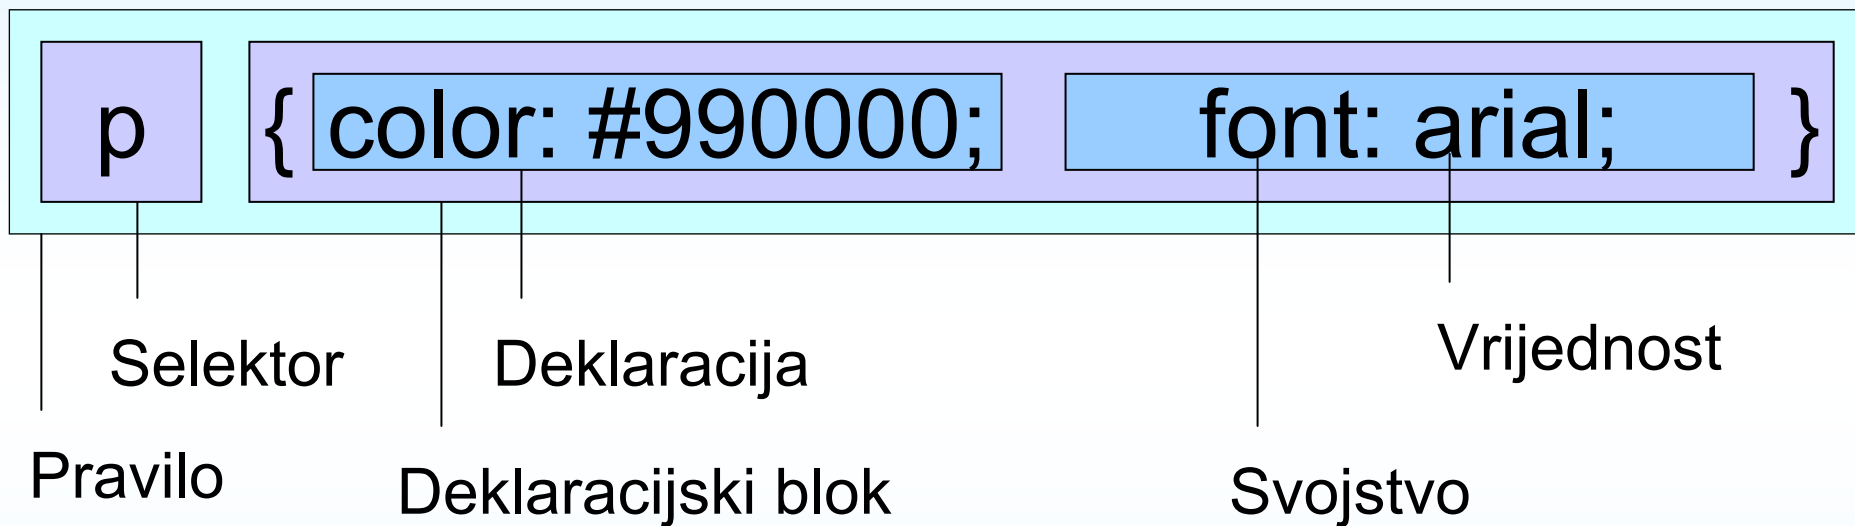 p { color: #990000; font: arial; }
Selektor Deklaracija Vrijednost
Pravilo Deklaracijski blok Svojstvo